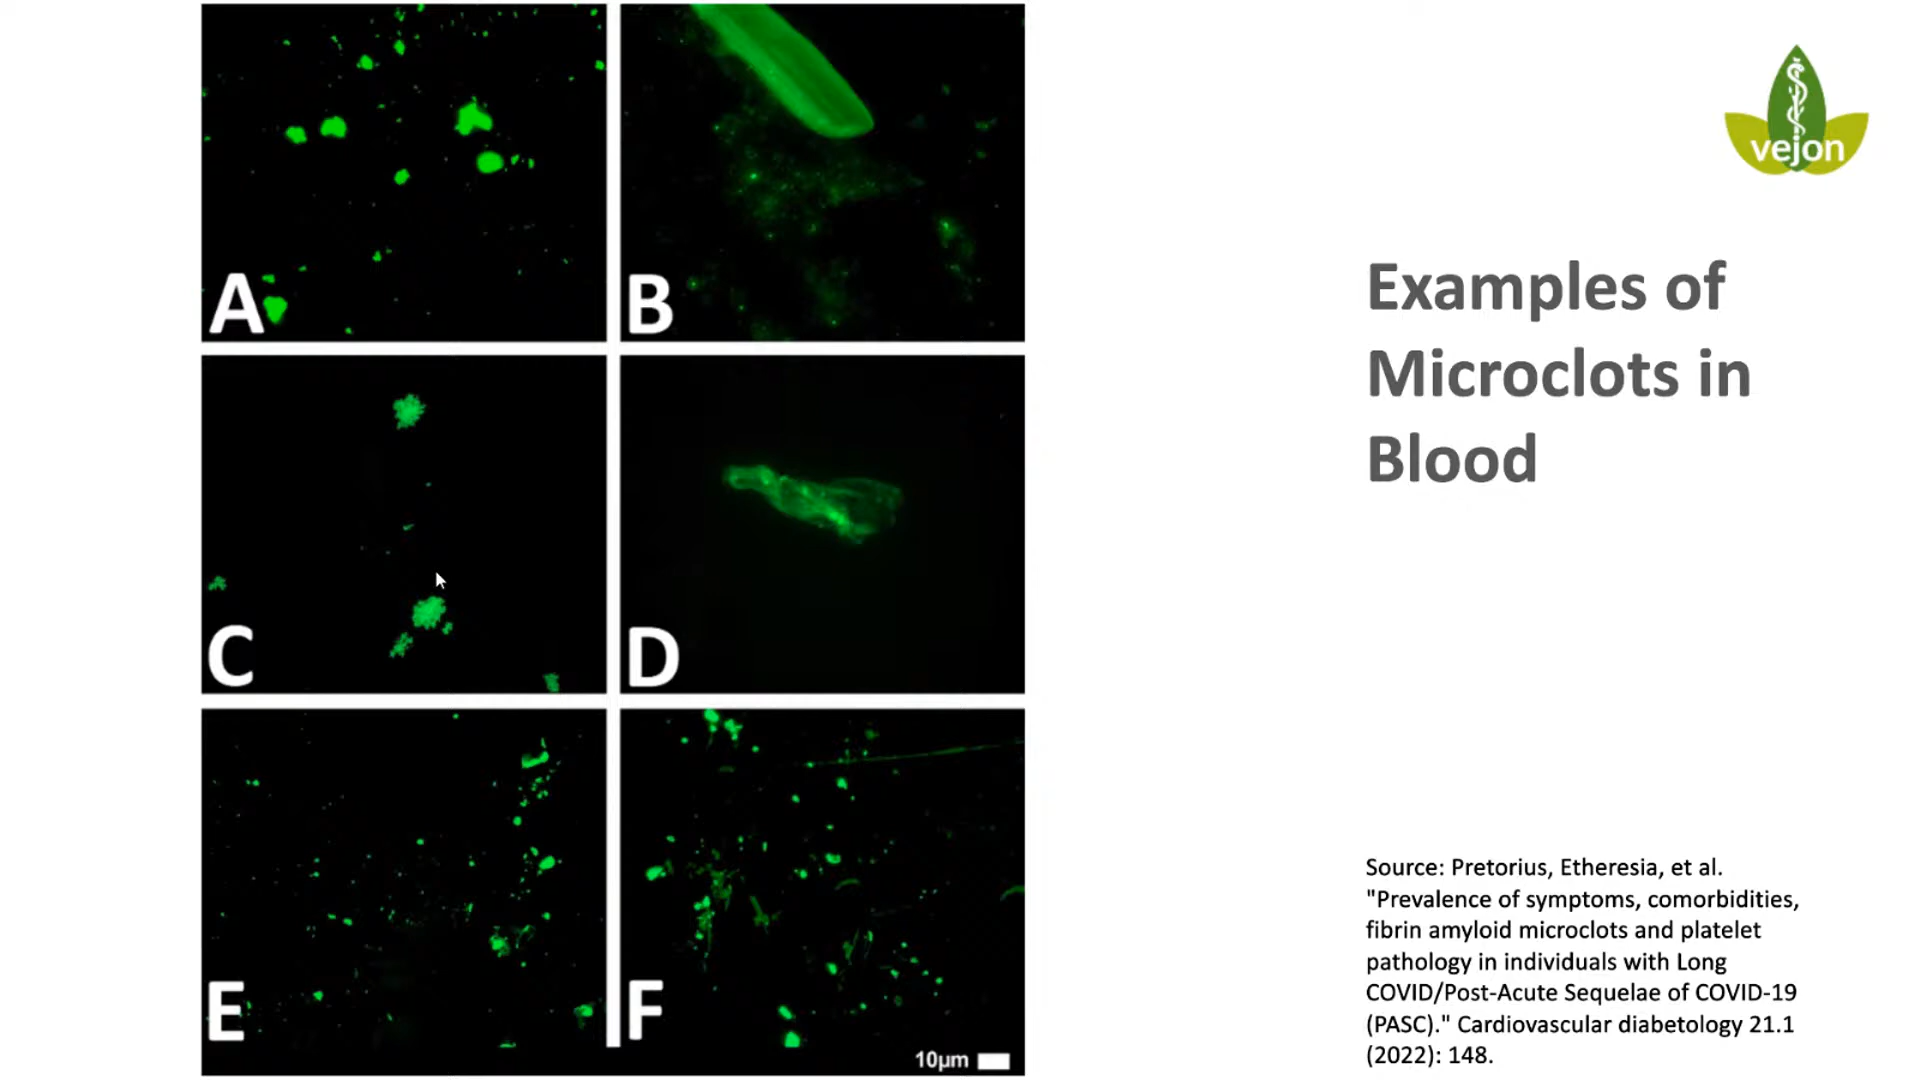 A
B
C
D
E
F
10µm
vejon
Examples of
Microclots in
Blood
Source: Pretorius, Etheresia, et al.
"Prevalence of symptoms, comorbidities,
fibrin amyloid microclots and platelet
pathology in individuals with Long
COVID/Post-Acute Sequelae of COVID-19
(PASC)." Cardiovascular diabetology 21.1
(2022): 148.